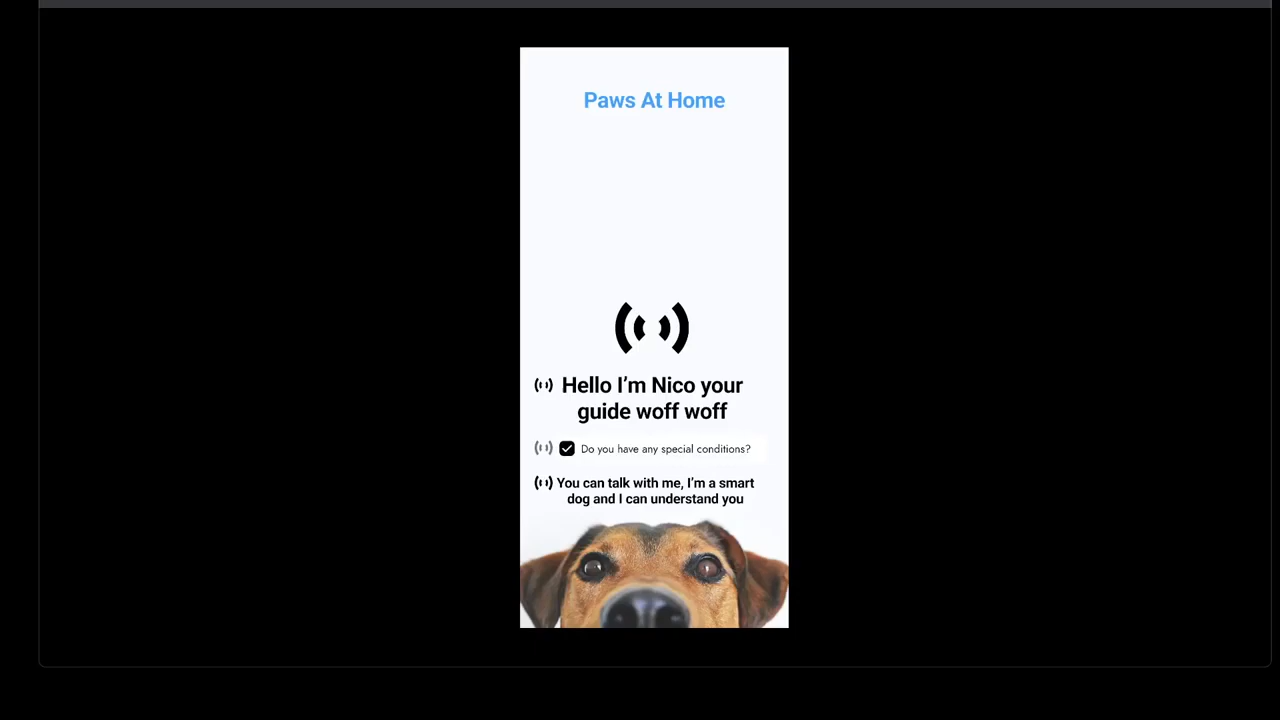 Paws At Home
Hello I’m Nico your
guide woff woff
Do you have any special conditions?
You can talk with me, I’m a smart
dog and I can understand you